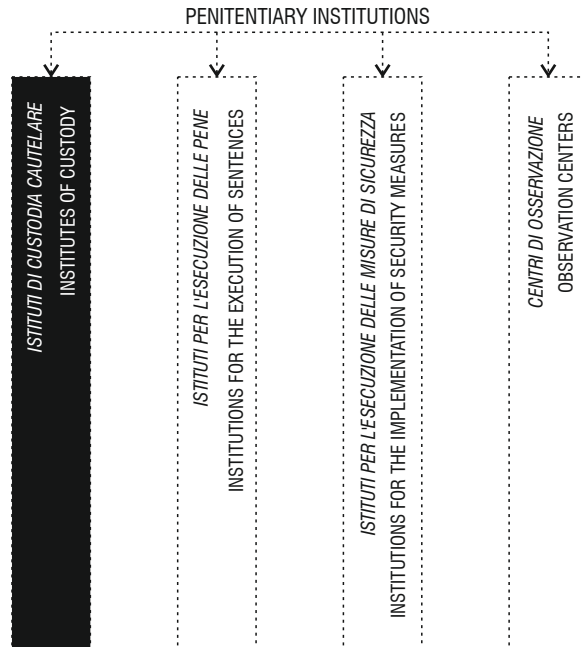 PENITENTIARY INSTITUTIONS
ISTITUTI DI CUSTODIA CAUTELARE
INSTITUTES OF CUSTODY
ISTITUTI PER L'ESECUZIONE DELLE PENE
INSTITUTIONS FOR THE EXECUTION OF SENTENCES
ISTITUTI PER L'ESECUZIONE DELLE MISURE DI SICUREZZA
INSTITUTIONS FOR THE IMPLEMENTATION OF SECURITY MEASURES
CENTRI DI OSSERVAZIONE
OBSERVATION CENTERS